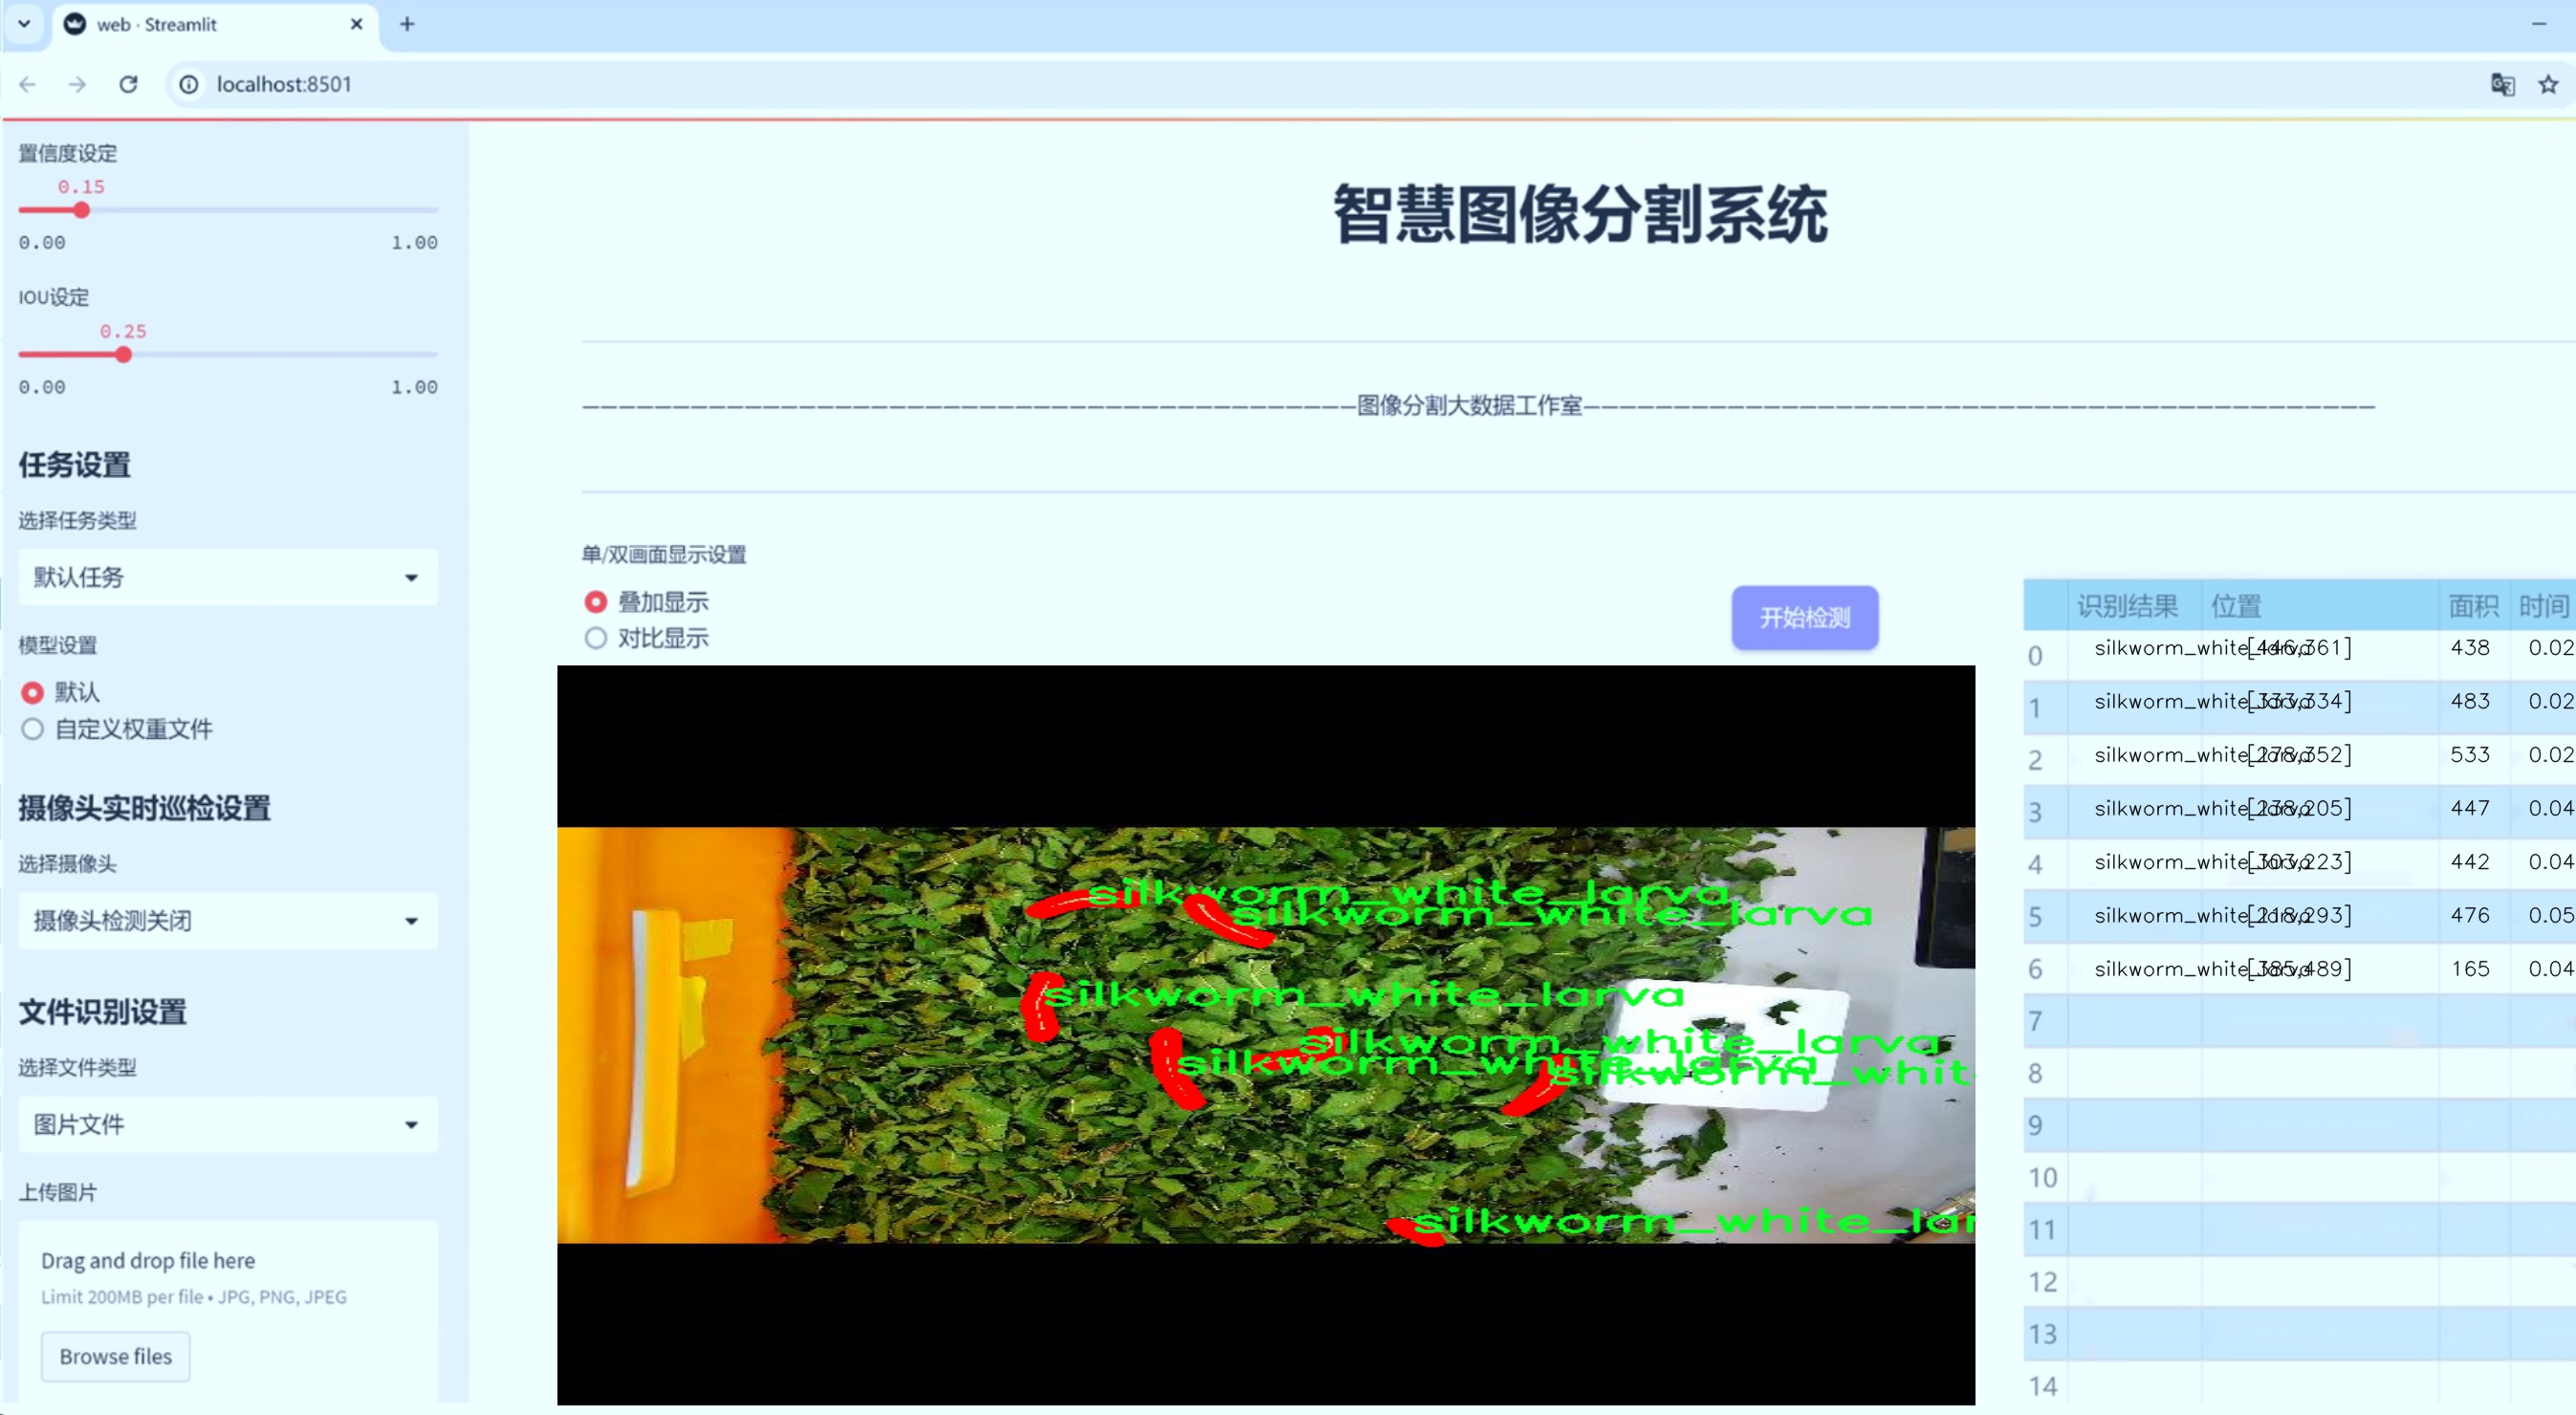 web · Streamlit
localhost:8501
置信度设定
0.15
0.00 1.00
IOU设定
0.25
0.00 1.00
任务设置
选择任务类型
默认任务
模型设置
默认
自定义权重文件
摄像头实时巡检设置
选择摄像头
摄像头检测关闭
文件识别设置
选择文件类型
图片文件
上传图片
Drag and drop file here
Limit 200MB per file • JPG, PNG, JPEG
Browse files
智慧图像分割系统
图像分割大数据工作室
单/双画面显示设置
叠加显示
对比显示
开始检测
silkworm_white_larva
silkworm_white_larva
silkworm_white_larva
silkworm_white_larva
silkworm_white_larva
silkworm_whit
silkworm_white_lar
识别结果 位置 面积 时间
0 silkworm_white_larva [446,361] 438 0.02
1 silkworm_white_larva [333,334] 483 0.02
2 silkworm_white_larva [278,352] 533 0.02
3 silkworm_white_larva [238,205] 447 0.04
4 silkworm_white_larva [303,223] 442 0.04
5 silkworm_white_larva [218,293] 476 0.05
6 silkworm_white_larva [385,489] 165 0.04
7
8
9
10
11
12
13
14